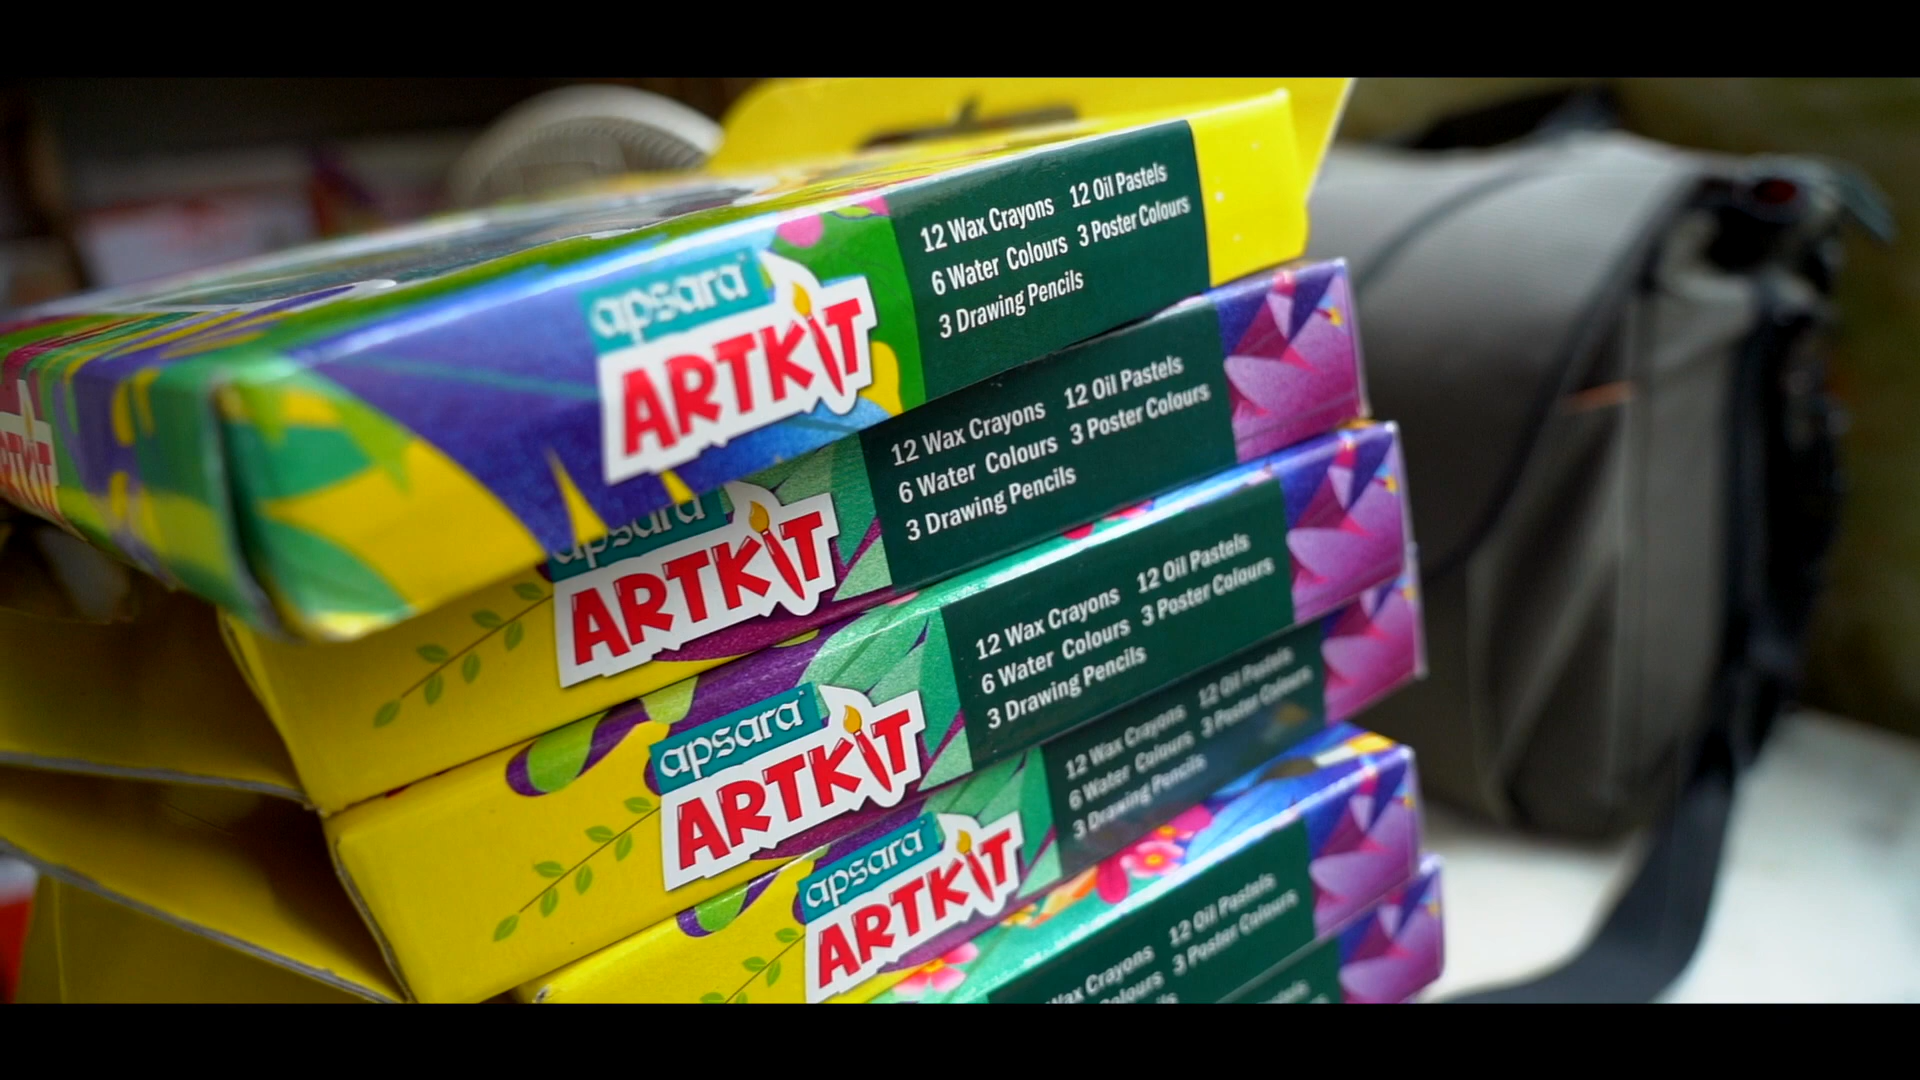 apsara
ARTKIT
12 Wax Crayons 12 Oil Pastels
6 Water Colours 3 Poster Colours
3 Drawing Pencils
apsara
ARTKIT
12 Wax Crayons 12 Oil Pastels
6 Water Colours 3 Poster Colours
3 Drawing Pencils
apsara
ARTKIT
12 Wax Crayons 12 Oil Pastels
6 Water Colours 3 Poster Colours
3 Drawing Pencils
apsara
ARTKIT
12 Wax Crayons 12 Oil Pastels
6 Water Colours 3 Poster Colours
3 Drawing Pencils
Wax Crayons 12 Oil Pastels
Colours 3 Poster Colours